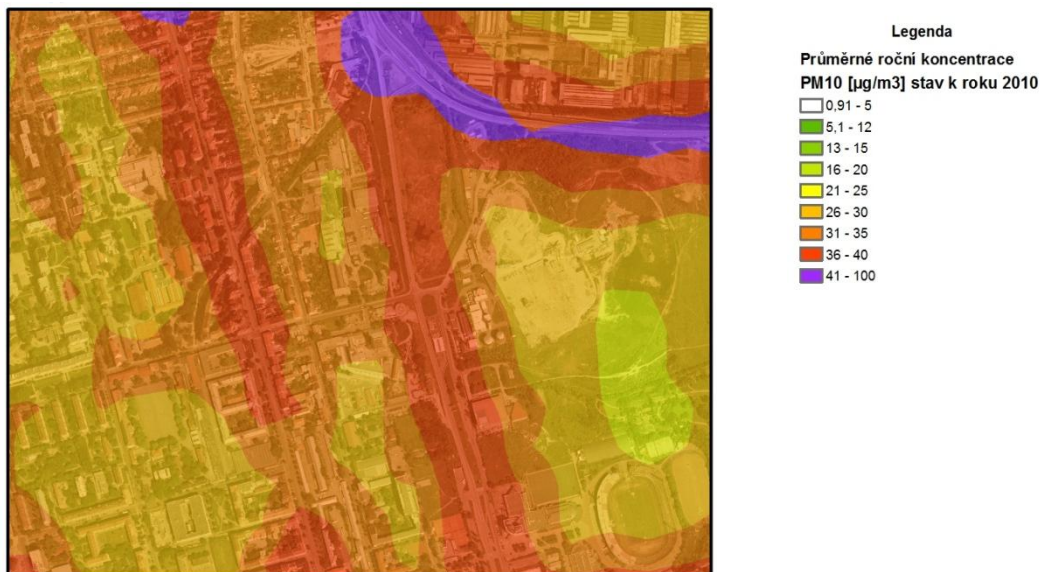 Legenda
Průměrné roční koncentrace
PM10 [µg/m3] stav k roku 2010
0,91 - 5
5,1 - 12
13 - 15
16 - 20
21 - 25
26 - 30
31 - 35
36 - 40
41 - 100